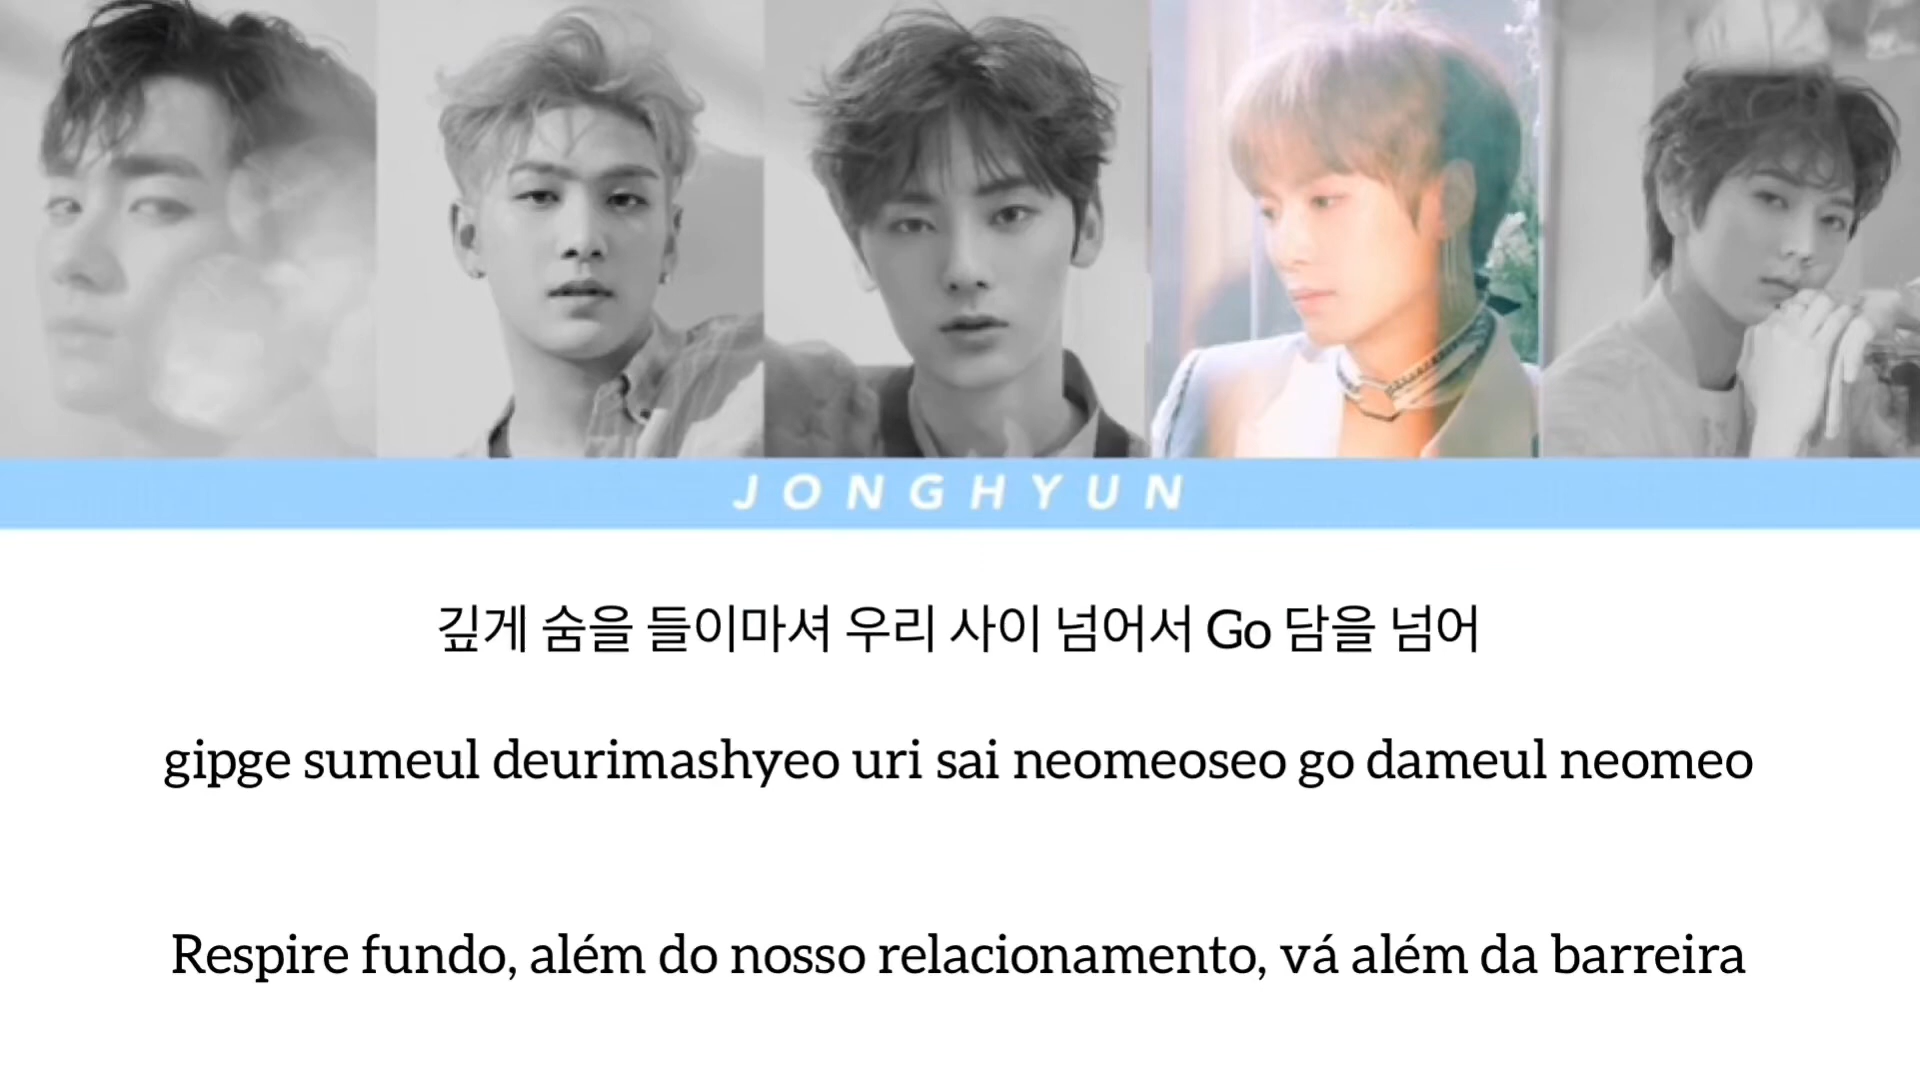 JONGHYUN
깊게 숨을 들이마셔 우리 사이 넘어서 Go 담을 넘어
gipge sumeul deurimashyeo uri sai neomeoseo go dameul neomeo
Respire fundo, além do nosso relacionamento, vá além da barreira